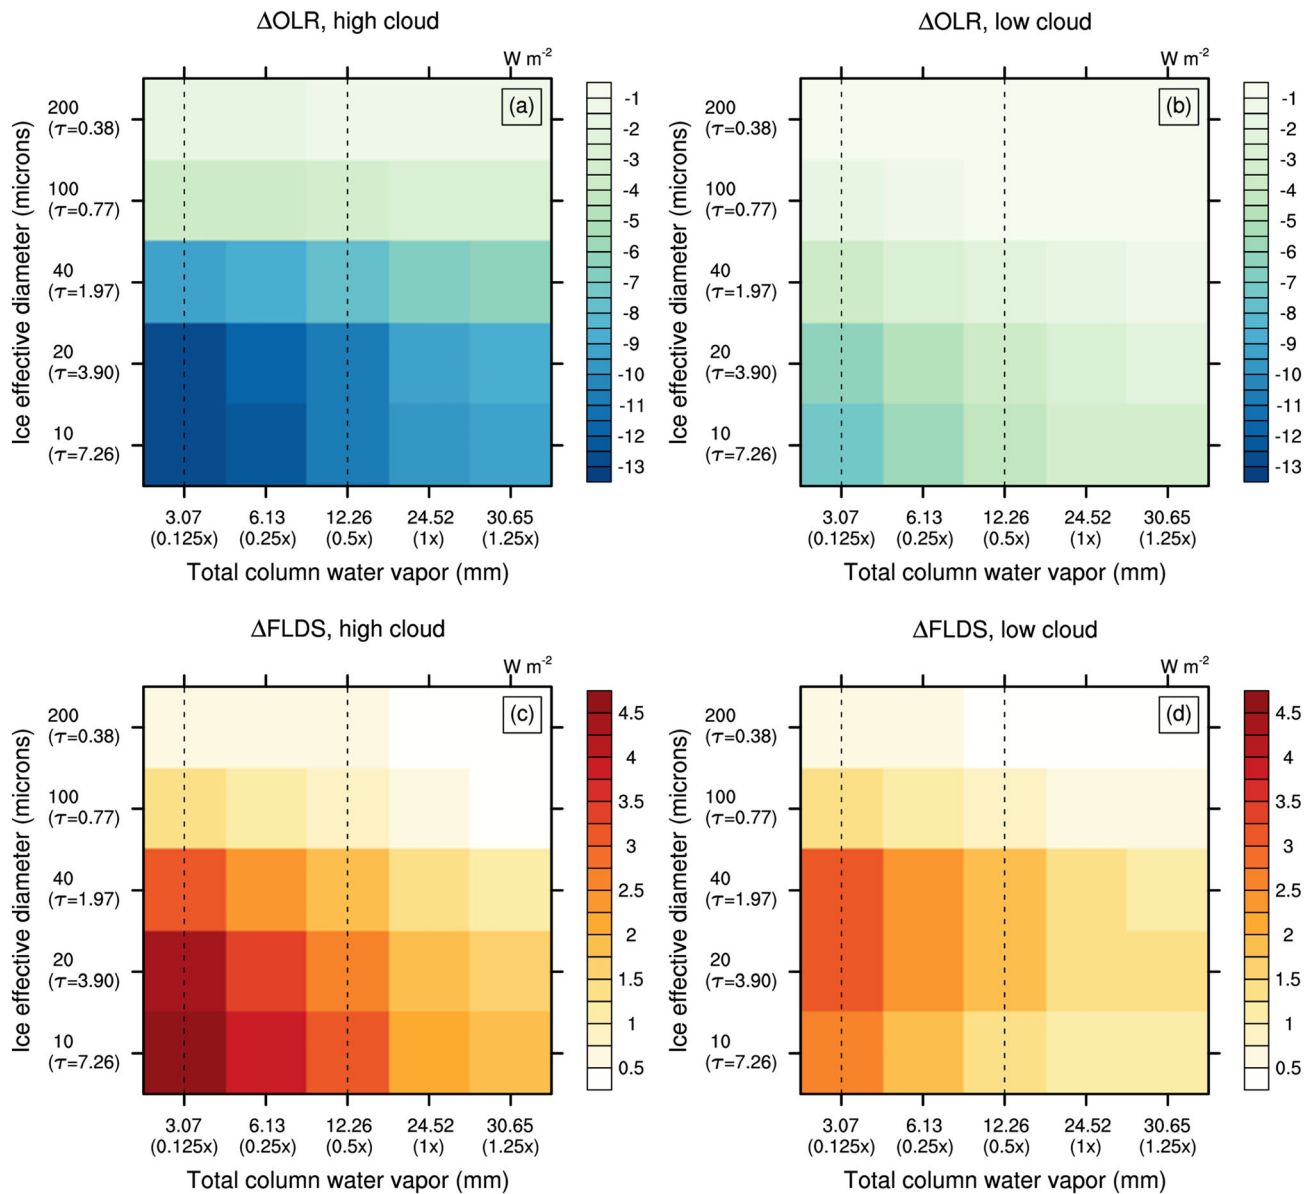 ΔOLR, high cloud
W m-2
(a)
Ice effective diameter (microns)
200
(τ=0.38)
100
(τ=0.77)
40
(τ=1.97)
20
(τ=3.90)
10
(τ=7.26)
3.07 6.13 12.26 24.52 30.65
(0.125x) (0.25x) (0.5x) (1x) (1.25x)
Total column water vapor (mm)
-1
-2
-3
-4
-5
-6
-7
-8
-9
-10
-11
-12
-13
ΔOLR, low cloud
W m-2
(b)
Ice effective diameter (microns)
200
(τ=0.38)
100
(τ=0.77)
40
(τ=1.97)
20
(τ=3.90)
10
(τ=7.26)
3.07 6.13 12.26 24.52 30.65
(0.125x) (0.25x) (0.5x) (1x) (1.25x)
Total column water vapor (mm)
-1
-2
-3
-4
-5
-6
-7
-8
-9
-10
-11
-12
-13
ΔFLDS, high cloud
W m-2
(c)
Ice effective diameter (microns)
200
(τ=0.38)
100
(τ=0.77)
40
(τ=1.97)
20
(τ=3.90)
10
(τ=7.26)
3.07 6.13 12.26 24.52 30.65
(0.125x) (0.25x) (0.5x) (1x) (1.25x)
Total column water vapor (mm)
4.5
4
3.5
3
2.5
2
1.5
1
0.5
ΔFLDS, low cloud
W m-2
(d)
Ice effective diameter (microns)
200
(τ=0.38)
100
(τ=0.77)
40
(τ=1.97)
20
(τ=3.90)
10
(τ=7.26)
3.07 6.13 12.26 24.52 30.65
(0.125x) (0.25x) (0.5x) (1x) (1.25x)
Total column water vapor (mm)
4.5
4
3.5
3
2.5
2
1.5
1
0.5